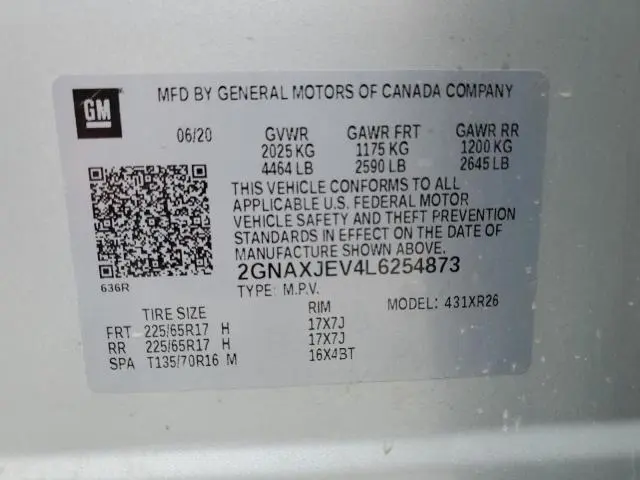 GM
MFD BY GENERAL MOTORS OF CANADA COMPANY
06/20 GVWR GAWR FRT GAWR RR
2025 KG 1175 KG 1200 KG
4464 LB 2590 LB 2645 LB
THIS VEHICLE CONFORMS TO ALL
APPLICABLE U.S. FEDERAL MOTOR
VEHICLE SAFETY AND THEFT PREVENTION
STANDARDS IN EFFECT ON THE DATE OF
MANUFACTURE SHOWN ABOVE.
2GNAXJEV4L6254873
636R TYPE: M.P.V.
TIRE SIZE RIM MODEL: 431XR26
FRT 225/65R17 H 17X7J
RR 225/65R17 H 17X7J
SPA T135/70R16 M 16X4BT